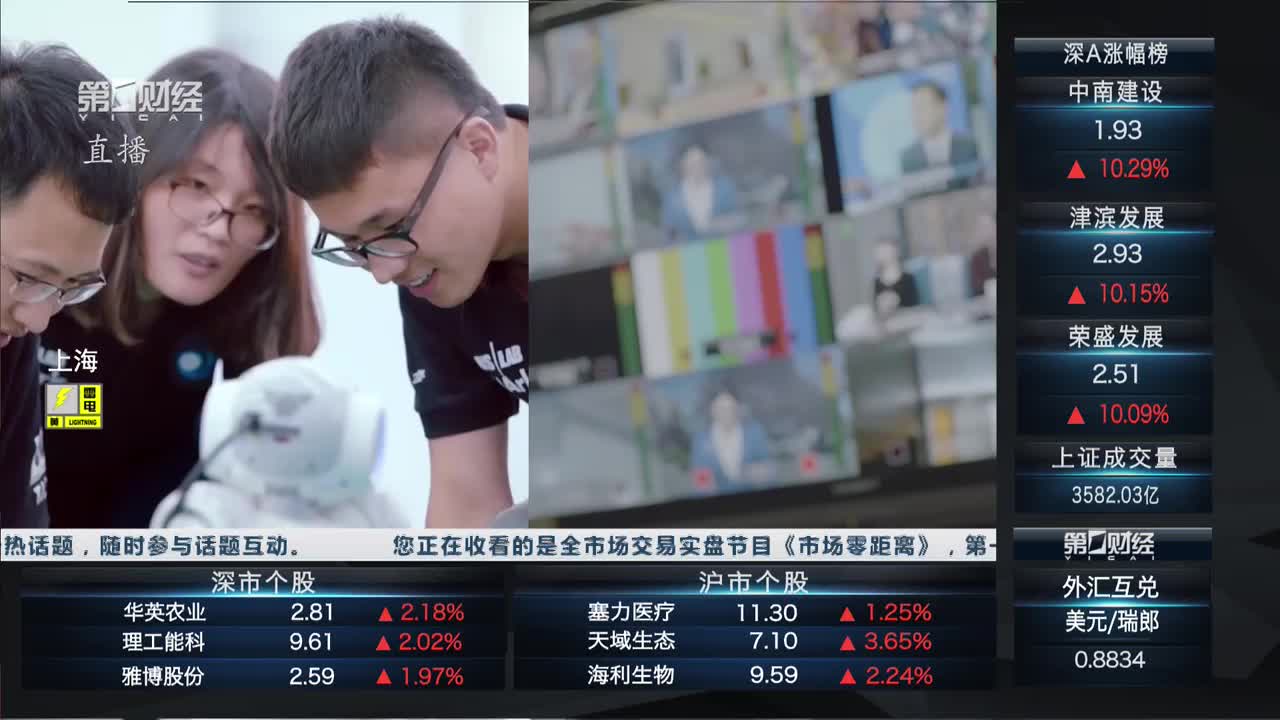 第一财经
YICAI
直播
上海
雷电
黄 LIGHTNING
热话题，随时参与话题互动。 您正在收看的是全市场交易实盘节目《市场零距离》，第一
深市个股
华英农业 2.81 ▲ 2.18%
理工能科 9.61 ▲ 2.02%
雅博股份 2.59 ▲ 1.97%
沪市个股
塞力医疗 11.30 ▲ 1.25%
天域生态 7.10 ▲ 3.65%
海利生物 9.59 ▲ 2.24%
深A涨幅榜
中南建设
1.93
▲ 10.29%
津滨发展
2.93
▲ 10.15%
荣盛发展
2.51
▲ 10.09%
上证成交量
3582.03亿
第一财经
YICAI
外汇互兑
美元/瑞郎
0.8834